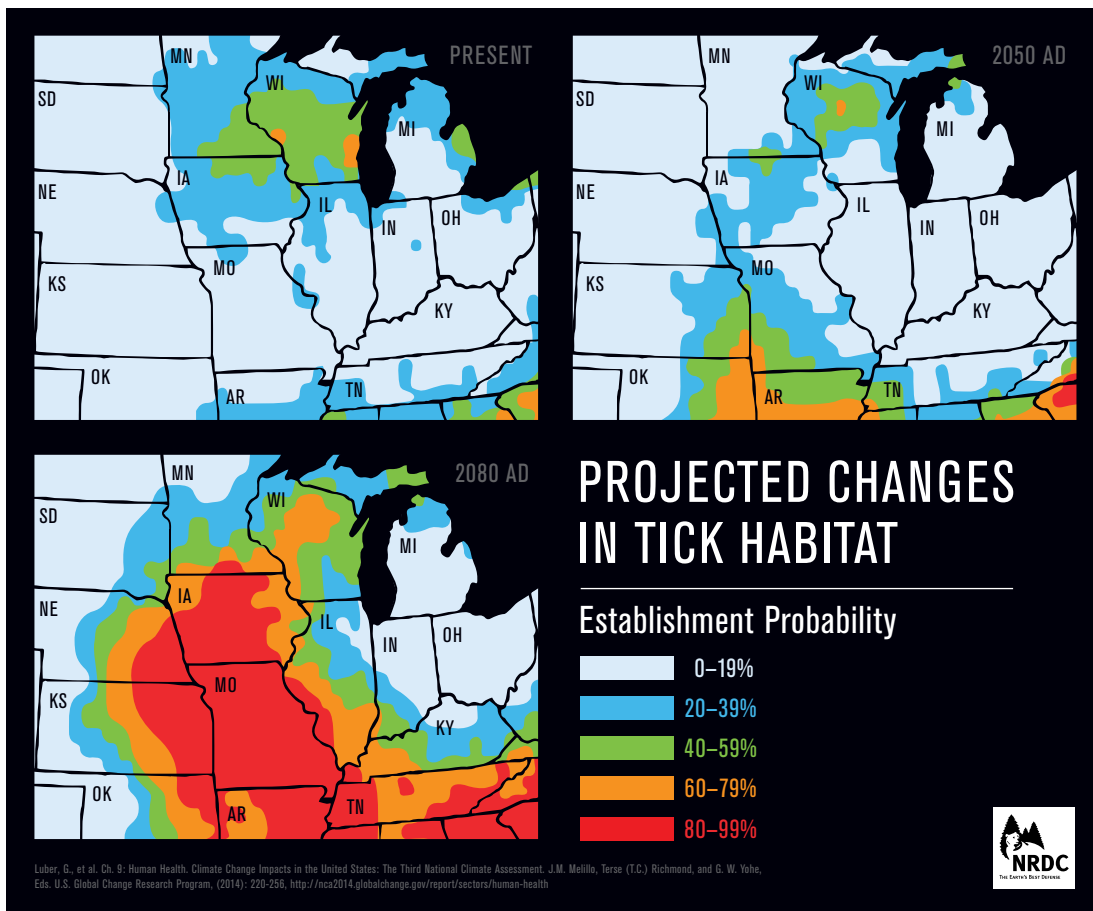 PRESENT
MN
WI
SD
MI
IA
NE
IL
IN
OH
MO
KS
KY
OK
AR
TN
2050 AD
MN
WI
SD
MI
IA
NE
IL
IN
OH
MO
KS
KY
OK
AR
TN
2080 AD
MN
WI
SD
MI
IA
NE
IL
IN
OH
MO
KS
KY
OK
AR
TN
PROJECTED CHANGES
IN TICK HABITAT
Establishment Probability
0–19%
20–39%
40–59%
60–79%
80–99%
NRDC
THE EARTH'S BEST DEFENSE
Luber, G., et al. Ch. 9: Human Health. Climate Change Impacts in the United States: The Third National Climate Assessment. J.M. Melillo, Terse (T.C.) Richmond, and G. W. Yohe,
Eds. U.S. Global Change Research Program, (2014): 220-256, http://nca2014.globalchange.gov/report/sectors/human-health